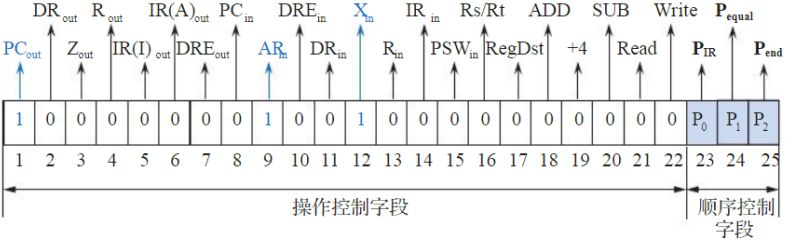 DRout Rout IR(A)out PCin DREin Xin IRin Rs/Rt ADD SUB Write Pequal
PCout Zout IR(I)out DREout ARin DRin Rin PSWin RegDst +4 Read PIR Pend
1 0 0 0 0 0 0 0 1 0 0 1 0 0 0 0 0 0 0 0 0 0 P0 P1 P2
1 2 3 4 5 6 7 8 9 10 11 12 13 14 15 16 17 18 19 20 21 22 23 24 25
操作控制字段 顺序控制
字段